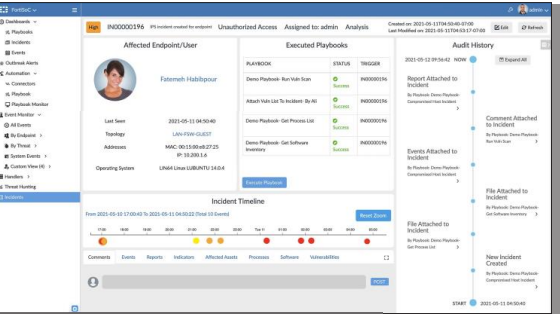 FortiSoC
admin
Dashboards
Playbooks
Incidents
Events
Outbreak Alerts
Automation
Connectors
Playbook
Playbook Monitor
Event Monitor
All Events
By Endpoint
By Threat
System Events
Custom View (4)
Handlers
Threat Hunting
Incidents
High IN00000196 IPS Incident created for endpoint Unauthorized Access Assigned to: admin Analysis
Created on: 2021-05-11T04:50:40-07:00
Last Modified on: 2021-05-11T04:53:17-07:00
Edit
Refresh
Affected Endpoint/User
Fatemeh Habibpour
Last Seen 2021-05-11 04:50:40
Topology LAN-FSW-GUEST
Addresses MAC: 00:15:00:e8:27:25
IP: 10.200.1.6
Operating System LIN64 Linux LUBUNTU 14.0.4
Executed Playbooks
PLAYBOOK STATUS TRIGGER
Demo Playbook- Run Vuln Scan Success IN00000196
Attach Vuln List To Incident- By Ali Success IN00000196
Demo Playbook- Get Process List Success IN00000196
Demo Playbook- Get Software Inventory Success IN00000196
Execute Playbook
Incident Timeline
From 2021-05-10 17:00:43 To 2021-05-11 04:50:22 (Total 10 Events)
Reset Zoom
Comments Events Reports Indicators Affected Assets Processes Software Vulnerabilities
POST
Audit History
2021-05-12 09:56:42 NOW
Expand All
Report Attached to
Incident
By Playbook: Demo Playbook-
Compromised Host Incident
Comment Attached
to Incident
By Playbook: Demo Playbook-
Run Vuln Scan
Events Attached to
Incident
By Playbook: Demo Playbook-
Compromised Host Incident
File Attached to
Incident
By Playbook: Demo Playbook-
Get Software Inventory
File Attached to
Incident
By Playbook: Demo Playbook-
Get Process List
New Incident
Created
By Playbook: Demo Playbook-
Compromised Host Incident
START 2021-05-11 04:50:40